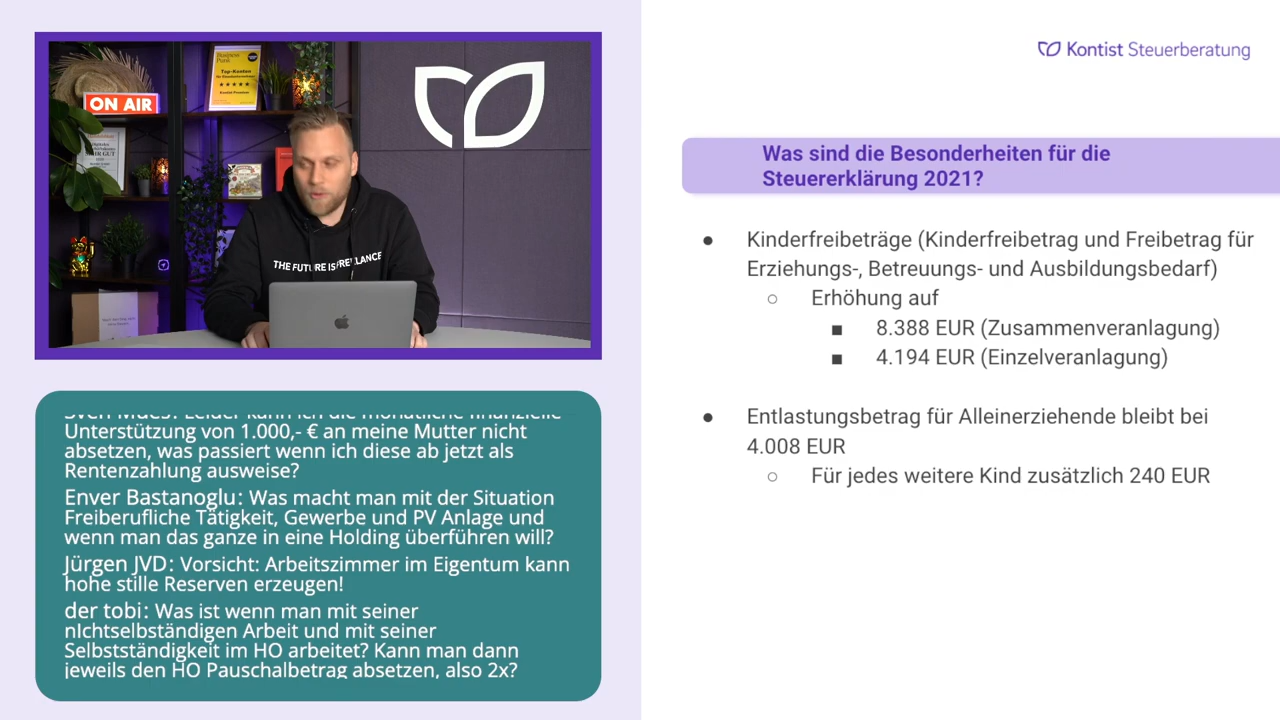 ON AIR
Business
Punk
Top-Konten
THE FUTURE IS FREELANCE
Unterstützung von 1.000,- € an meine Mutter nicht
absetzen, was passiert wenn ich diese ab jetzt als
Rentenzahlung ausweise?
Enver Bastanoglu: Was macht man mit der Situation
Freiberufliche Tätigkeit, Gewerbe und PV Anlage und
wenn man das ganze in eine Holding überführen will?
Jürgen JVD: Vorsicht: Arbeitszimmer im Eigentum kann
hohe stille Reserven erzeugen!
der tobi: Was ist wenn man mit seiner
nIchtselbständigen Arbeit und mit seiner
Selbstständigkeit im HO arbeitet? Kann man dann
jeweils den HO Pauschalbetrag absetzen, also 2x?
Kontist Steuerberatung
Was sind die Besonderheiten für die
Steuererklärung 2021?
● Kinderfreibeträge (Kinderfreibetrag und Freibetrag für
Erziehungs-, Betreuungs- und Ausbildungsbedarf)
○ Erhöhung auf
■ 8.388 EUR (Zusammenveranlagung)
■ 4.194 EUR (Einzelveranlagung)
● Entlastungsbetrag für Alleinerziehende bleibt bei
4.008 EUR
○ Für jedes weitere Kind zusätzlich 240 EUR